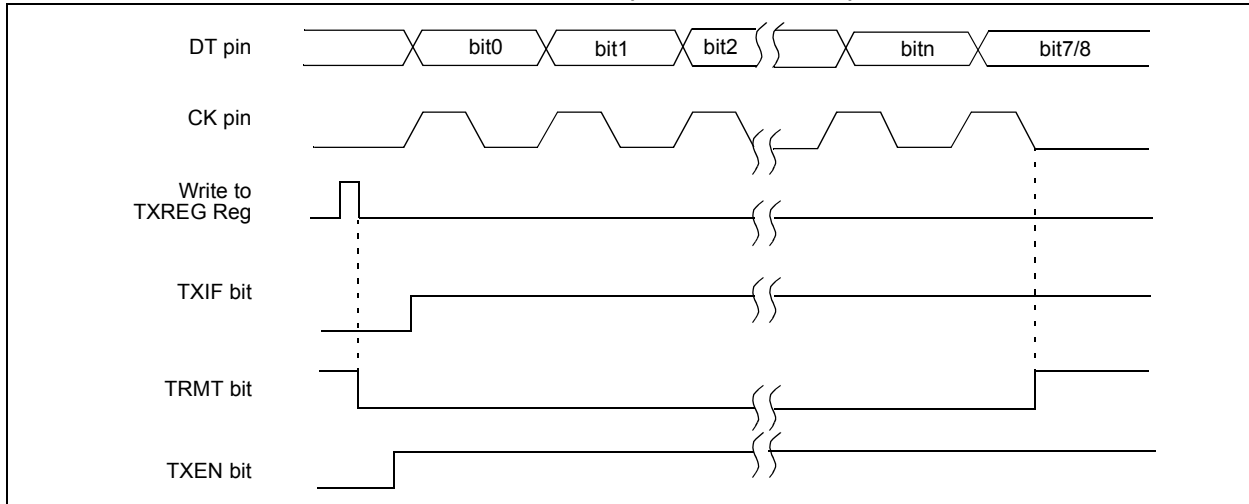 DT pin
bit0 bit1 bit2 bitn bit7/8
CK pin
Write to
TXREG Reg
TXIF bit
TRMT bit
TXEN bit